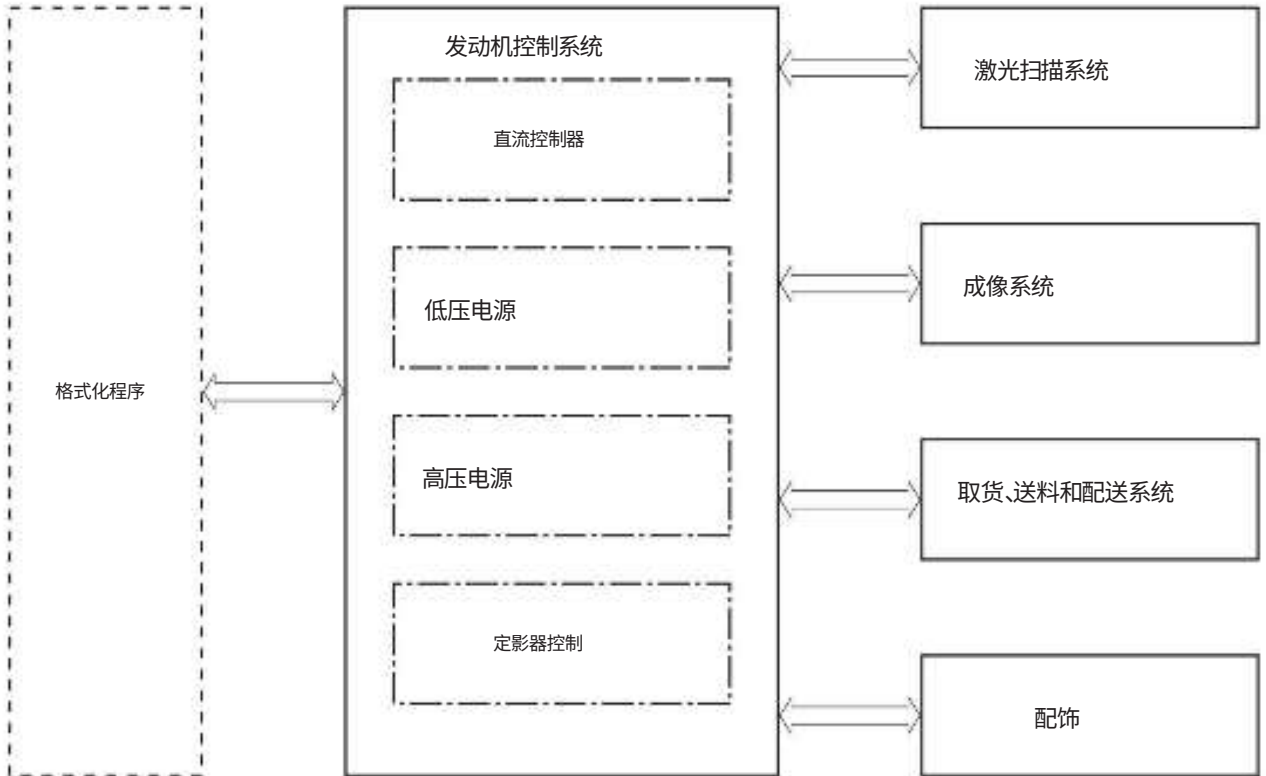 发动机控制系统
直流控制器
低压电源
高压电源
定影器控制
格式化程序
激光扫描系统
成像系统
取货、送料和配送系统
配饰